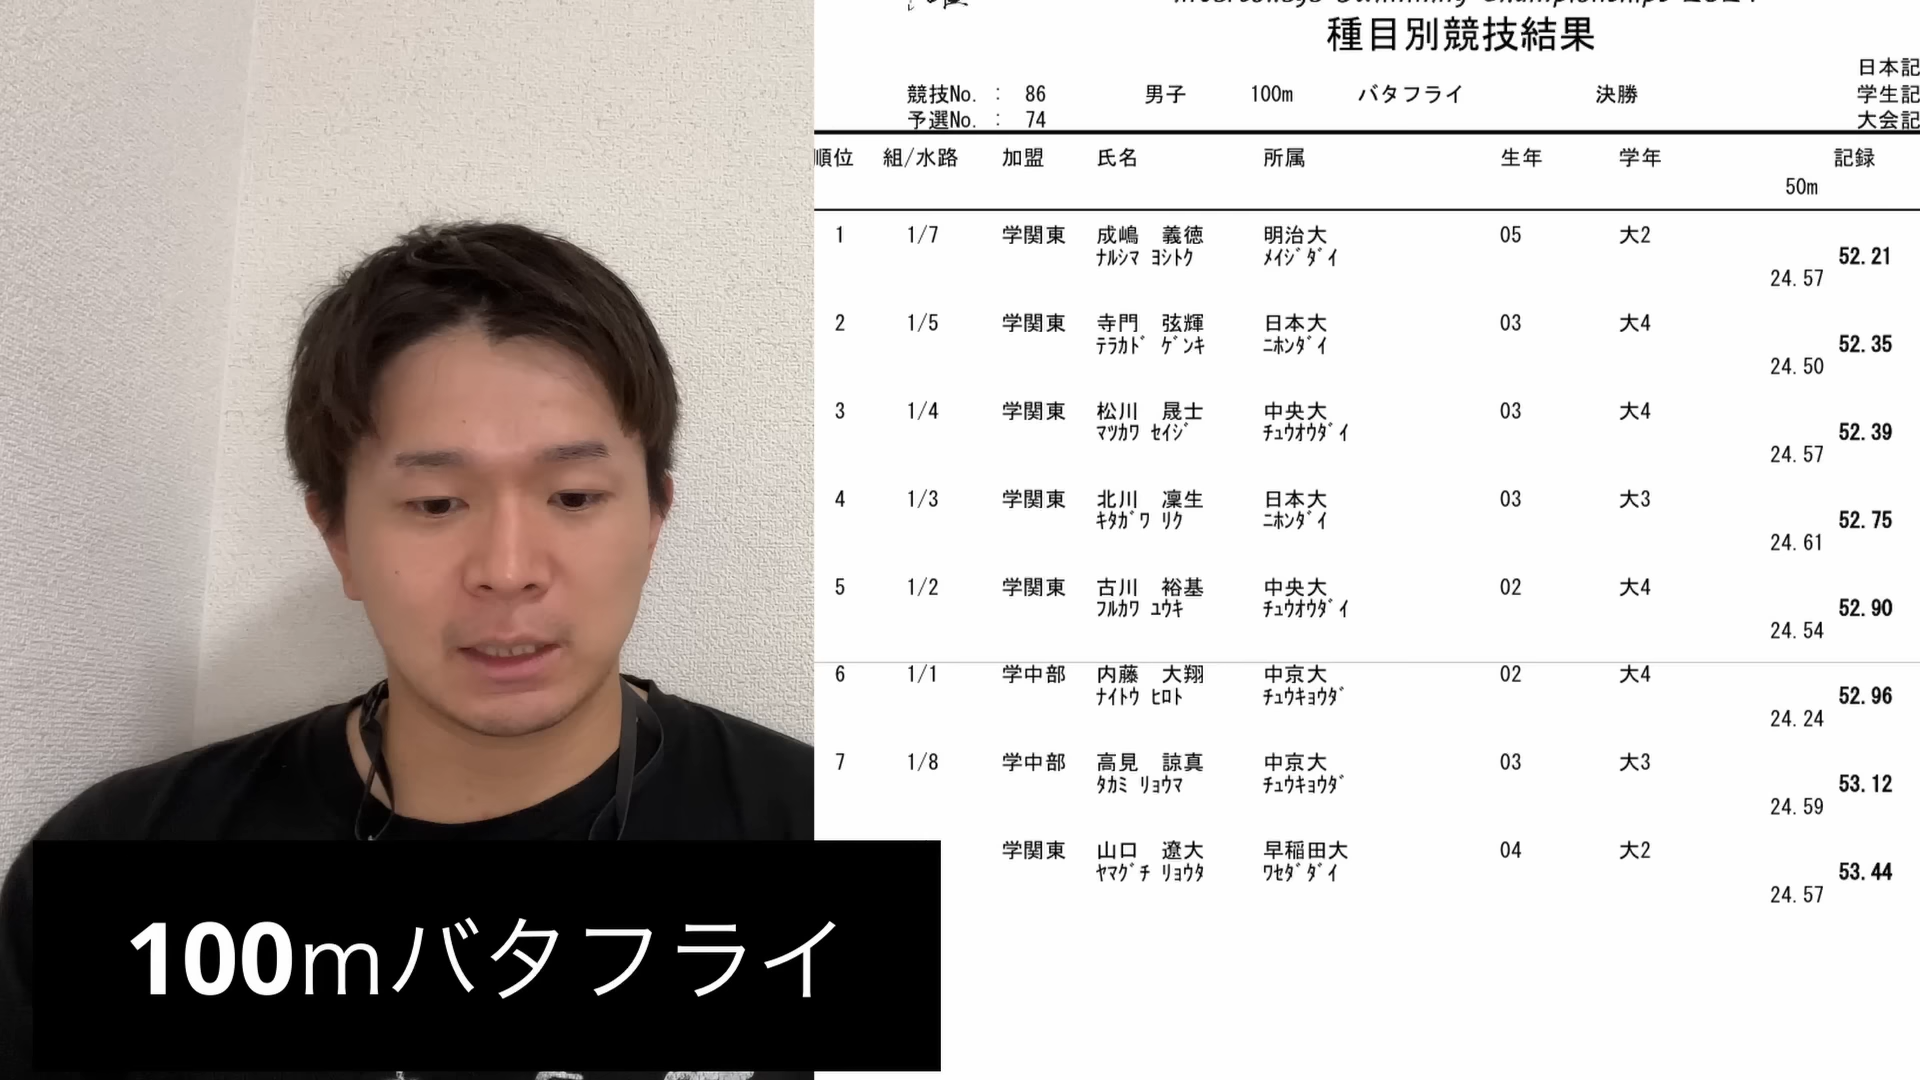 種目別競技結果
日本記
競技No. : 86 男子 100m バタフライ 決勝 学生記
予選No. : 74 大会記
順位 組/水路 加盟 氏名 所属 生年 学年 記録
50m
1 1/7 学関東 成嶋 義徳 明治大 05 大2
ﾅﾙｼﾏ ﾖｼﾄｸ ﾒｲｼﾞﾀﾞｲ 52.21
24.57
2 1/5 学関東 寺門 弦輝 日本大 03 大4
ﾃﾗｶﾄﾞ ｹﾞﾝｷ ﾆﾎﾝﾀﾞｲ 52.35
24.50
3 1/4 学関東 松川 晟士 中央大 03 大4
ﾏﾂｶﾜ ｾｲｼﾞ ﾁｭｳｵｳﾀﾞｲ 52.39
24.57
4 1/3 学関東 北川 凜生 日本大 03 大3
ｷﾀｶﾞﾜ ﾘｸ ﾆﾎﾝﾀﾞｲ 52.75
24.61
5 1/2 学関東 古川 裕基 中央大 02 大4
ﾌﾙｶﾜ ﾕｳｷ ﾁｭｳｵｳﾀﾞｲ 52.90
24.54
6 1/1 学中部 内藤 大翔 中京大 02 大4
ﾅｲﾄｳ ﾋﾛﾄ ﾁｭｳｷｮｳﾀﾞ 52.96
24.24
7 1/8 学中部 高見 諒真 中京大 03 大3
ﾀｶﾐ ﾘｮｳﾏ ﾁｭｳｷｮｳﾀﾞ 53.12
24.59
学関東 山口 遼大 早稲田大 04 大2
ﾔﾏｸﾞﾁ ﾘｮｳﾀ ﾜｾﾀﾞﾀﾞｲ 53.44
24.57
100mバタフライ